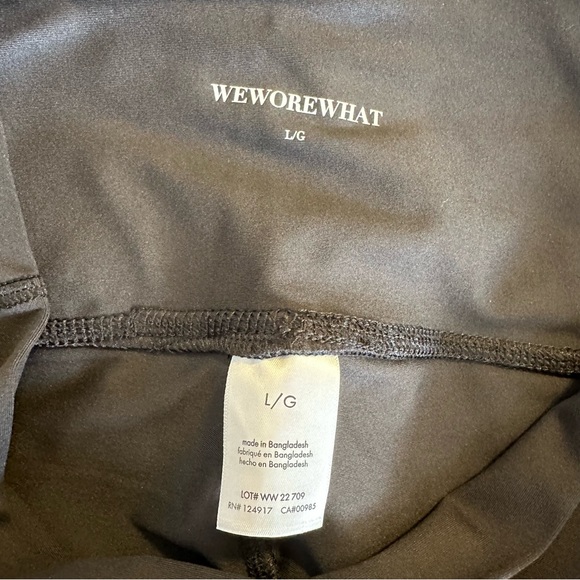 WEWOREWHAT
L/G
L/G
made in Bangladesh
fabriqué en Bangladesh
hecho en Bangladesh
LOT# WW 22 709
RN# 124917 CA#00985